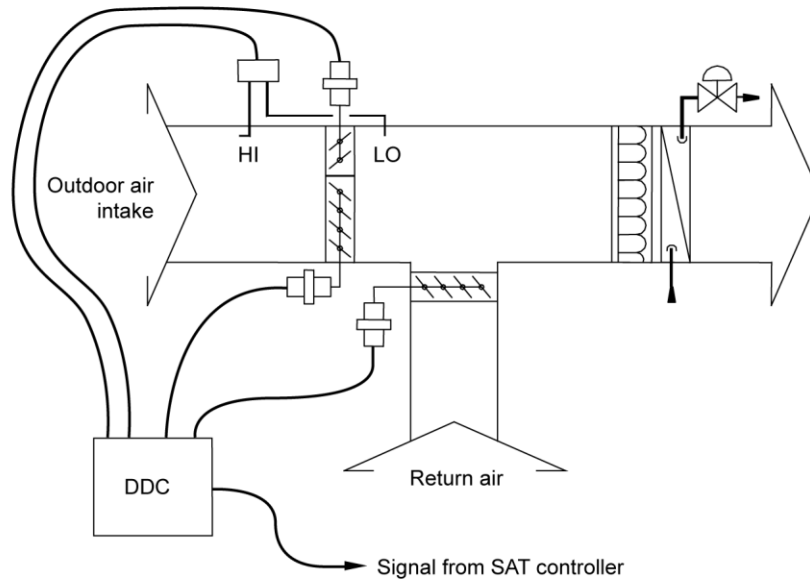 HI
LO
Outdoor air
intake
DDC
Return air
Signal from SAT controller